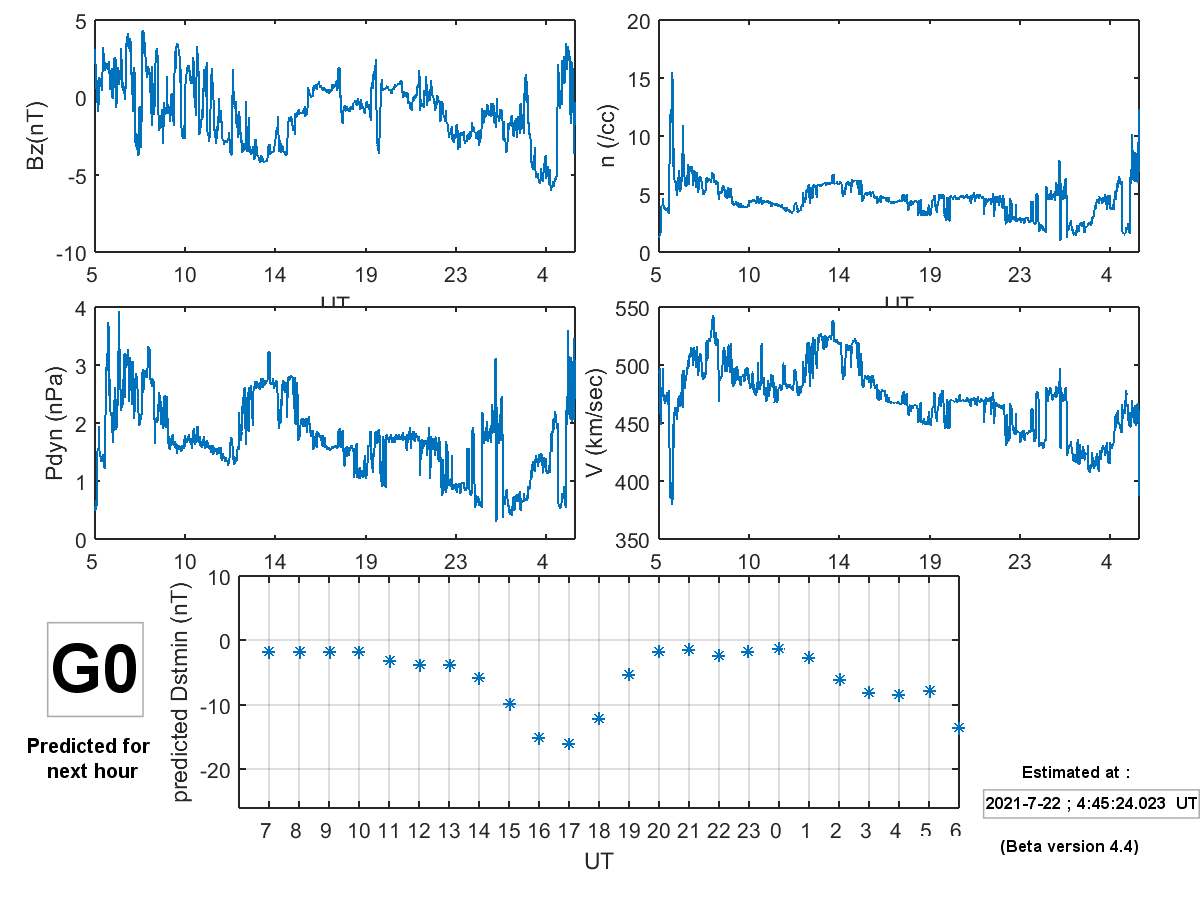 5
0
-5
-10
Bz(nT)
5 10 14 19 23 4
UT
20
15
10
5
0
n (/cc)
5 10 14 19 23 4
UT
4
3
2
1
0
Pdyn (nPa)
5 10 14 19 23 4
550
500
450
400
350
V (km/sec)
5 10 14 19 23 4
10
0
-10
-20
predicted Dstmin (nT)
7 8 9 10 11 12 13 14 15 16 17 18 19 20 21 22 23 0 1 2 3 4 5 6
UT
G0
Predicted for
next hour
Estimated at :
2021-7-22 ; 4:45:24.023 UT
(Beta version 4.4)